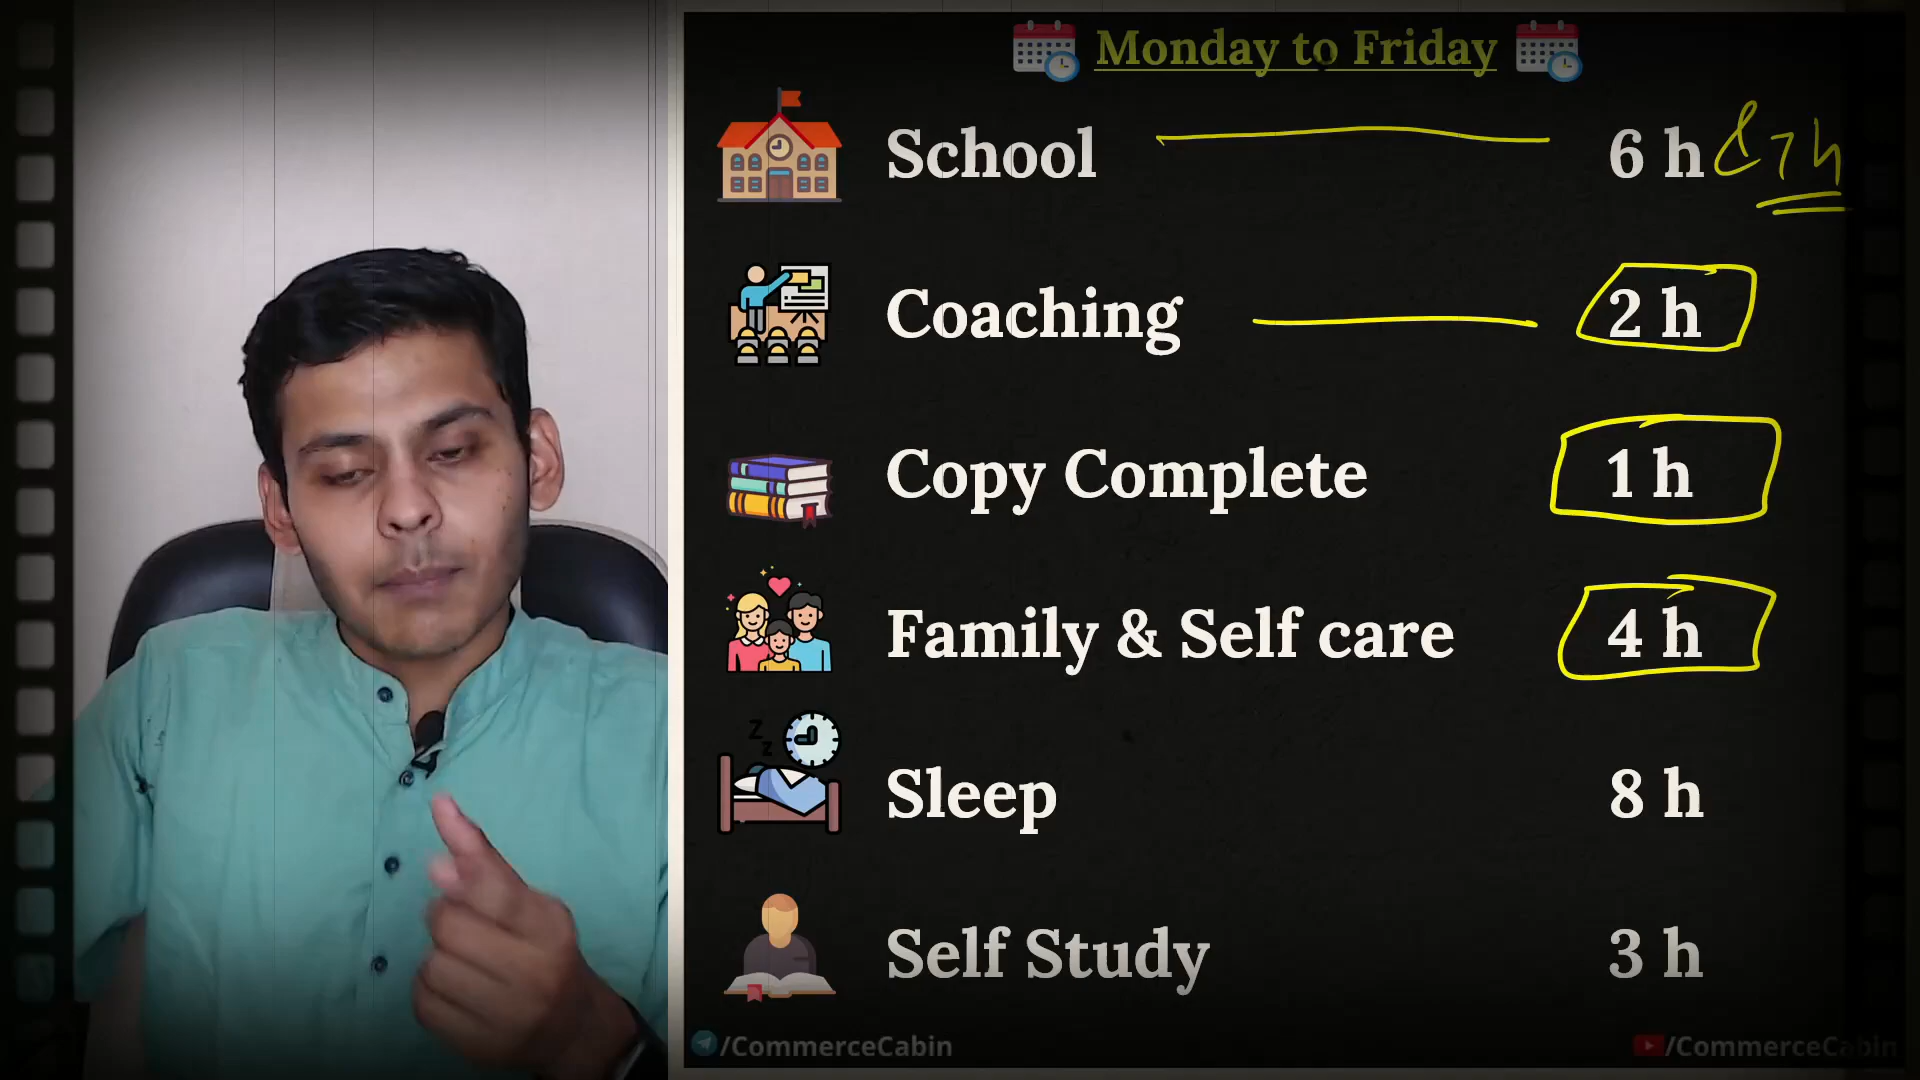 Monday to Friday
School 6 h & 7 h
Coaching 2 h
Copy Complete 1 h
Family & Self care 4 h
Z
z
Sleep 8 h
Self Study 3 h
/CommerceCabin /CommerceCabin